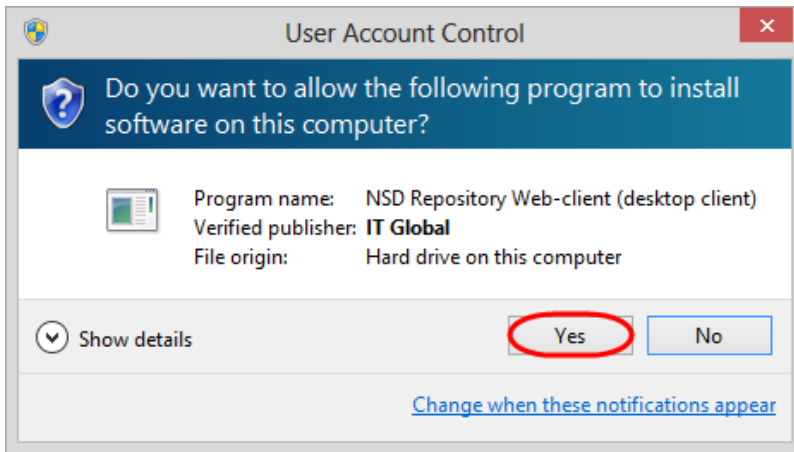 User Account Control
Do you want to allow the following program to install
software on this computer?
Program name: NSD Repository Web-client (desktop client)
Verified publisher: IT Global
File origin: Hard drive on this computer
Show details
Yes
No
Change when these notifications appear